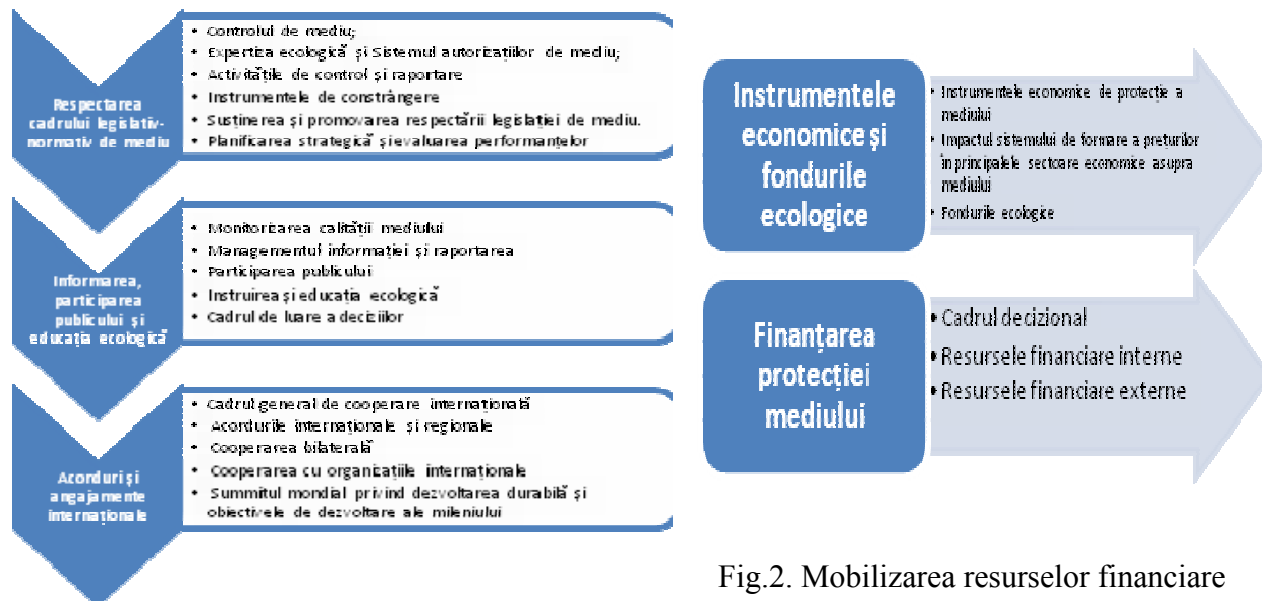 Respectarea
cadrului legislativ-
normativ de mediu
• Controlul de mediu;
• Expertiza ecologică și Sistemul autorizațiilor de mediu;
• Activitățile de control și raportare
• Instrumentele de constrângere
• Susținerea și promovarea respectării legislației de mediu.
• Planificarea strategică și evaluarea performanțelor
Informarea,
participarea
publicului și
educația ecologică
• Monitorizarea calității mediului
• Managementul informației și raportarea
• Participarea publicului
• Instruirea și educația ecologică
• Cadrul de luare a deciziilor
Acorduri și
angajamente
internaționale
• Cadrul general de cooperare internațională
• Acordurile internaționale și regionale
• Cooperarea bilaterală
• Cooperarea cu organizațiile internaționale
• Summitul mondial privind dezvoltarea durabilă și
obiectivele de dezvoltare ale mileniului
Instrumentele
economice și
fondurile
ecologice
• Instrumentele economice de protecție a
mediului
• Impactul sistemului de formare a prețurilor
în principalele sectoare economice asupra
mediului
• Fondurile ecologice
Finanțarea
protecției
mediului
• Cadrul decizional
• Resursele financiare interne
• Resursele financiare externe
Fig.2. Mobilizarea resurselor financiare